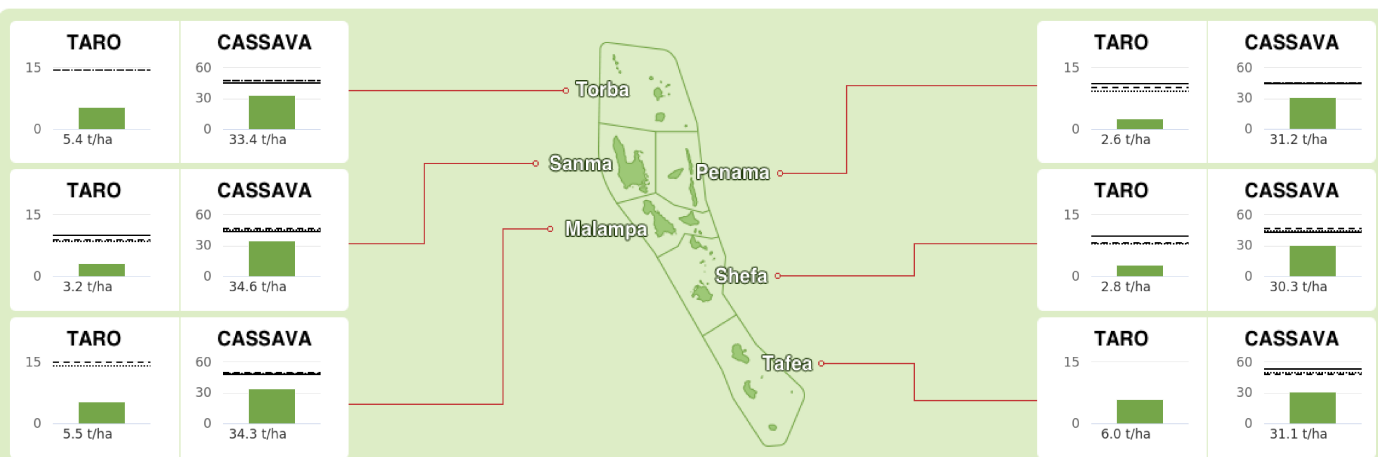 TARO
CASSAVA
15
0
5.4 t/ha
60
30
0
33.4 t/ha
TARO
CASSAVA
15
0
3.2 t/ha
60
30
0
34.6 t/ha
TARO
CASSAVA
15
0
5.5 t/ha
60
30
0
34.3 t/ha
Torba
Sanma
Penama
Malampa
Shefa
Tafea
TARO
CASSAVA
15
0
2.6 t/ha
60
30
0
31.2 t/ha
TARO
CASSAVA
15
0
2.8 t/ha
60
30
0
30.3 t/ha
TARO
CASSAVA
15
0
6.0 t/ha
60
30
0
31.1 t/ha